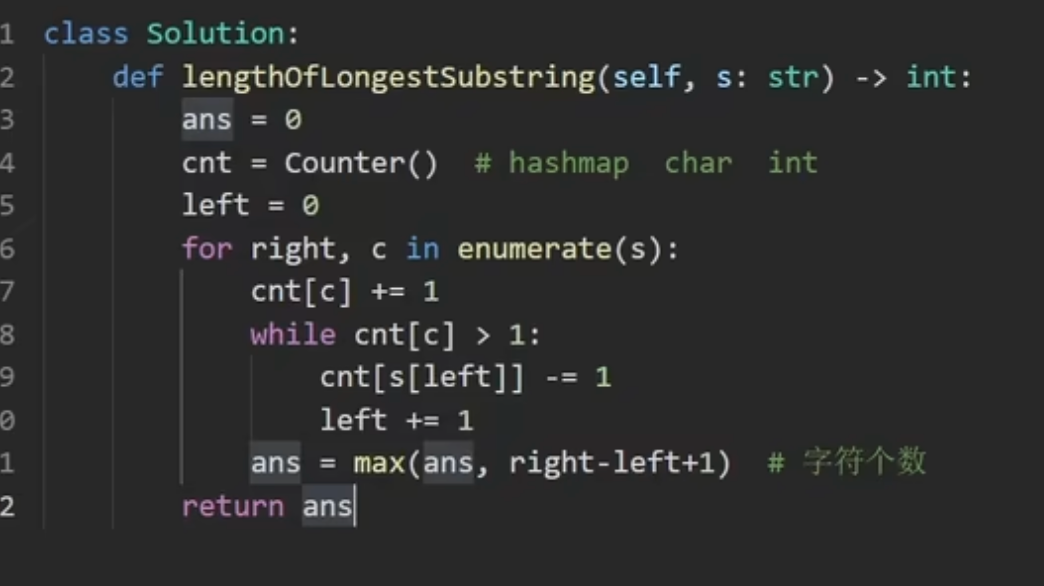 1 class Solution:
2     def lengthOfLongestSubstring(self, s: str) -> int:
3         ans = 0
4         cnt = Counter()  # hashmap  char  int
5         left = 0
6         for right, c in enumerate(s):
7             cnt[c] += 1
8             while cnt[c] > 1:
9                 cnt[s[left]] -= 1
0                 left += 1
1             ans = max(ans, right-left+1)  # 字符个数
2         return ans